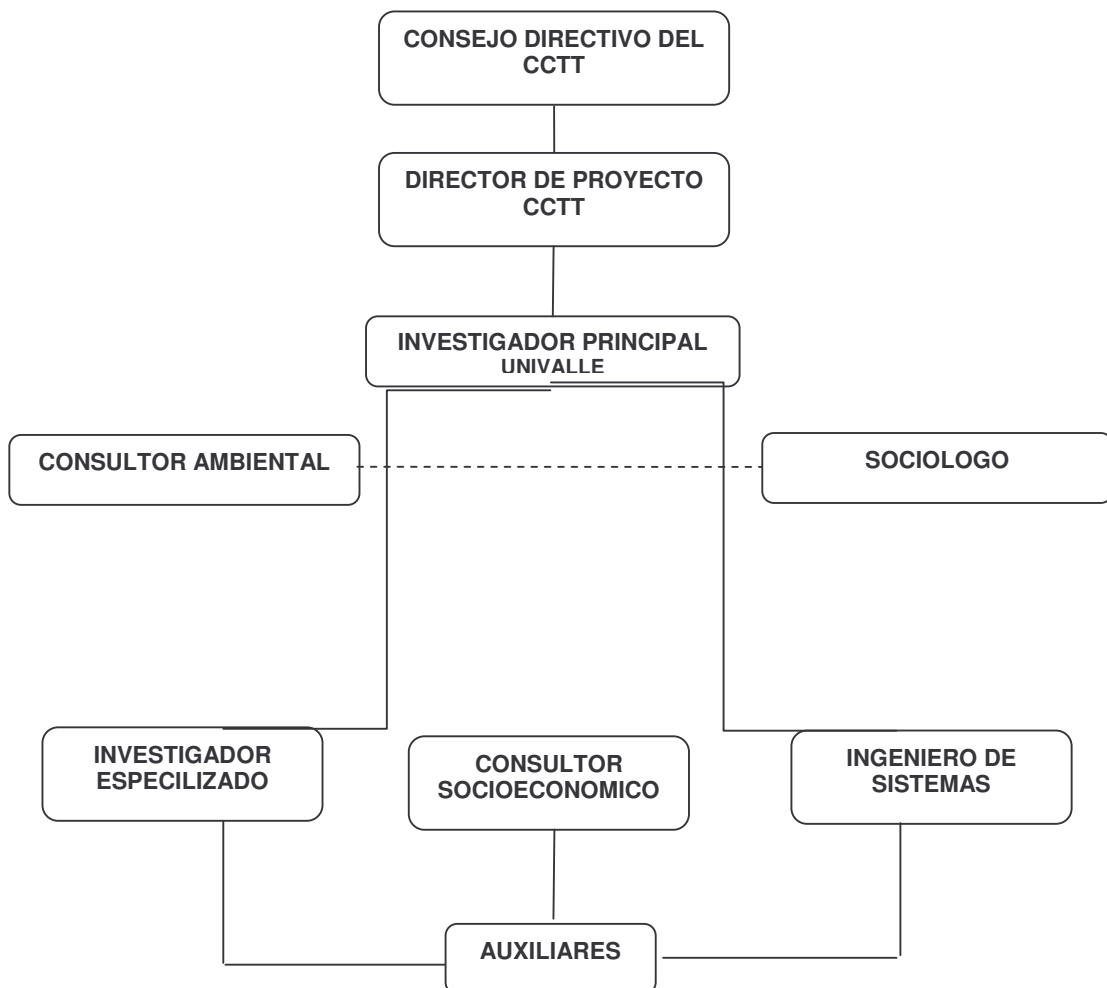 CONSEJO DIRECTIVO DEL
CCTT
DIRECTOR DE PROYECTO
CCTT
INVESTIGADOR PRINCIPAL
UNIVALLE
CONSULTOR AMBIENTAL
SOCIOLOGO
INVESTIGADOR
ESPECILIZADO
CONSULTOR
SOCIOECONOMICO
INGENIERO DE
SISTEMAS
AUXILIARES